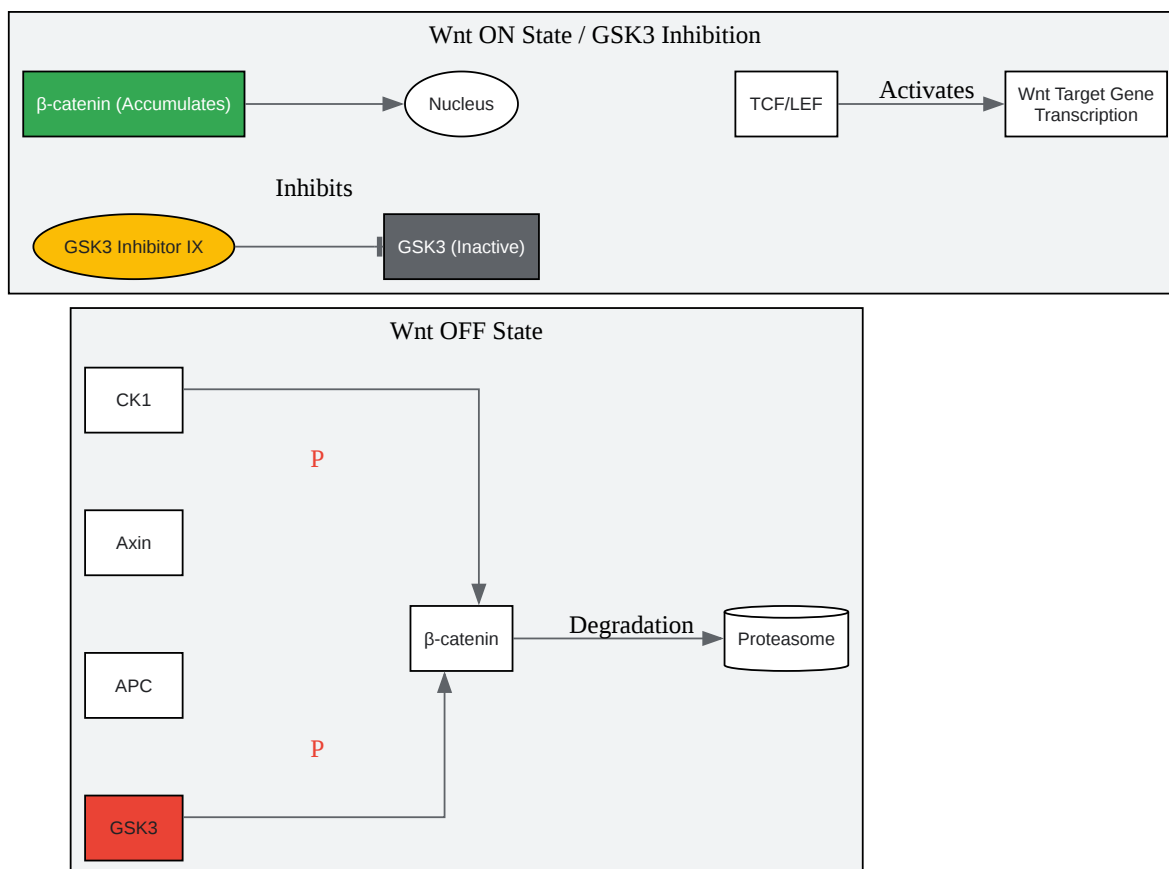 Wnt ON State / GSK3 Inhibition
β-catenin (Accumulates)
Nucleus
TCF/LEF
Activates
Wnt Target Gene
Transcription
Inhibits
GSK3 Inhibitor IX
GSK3 (Inactive)
Wnt OFF State
CK1
P
Axin
β-catenin
Degradation
Proteasome
APC
P
GSK3